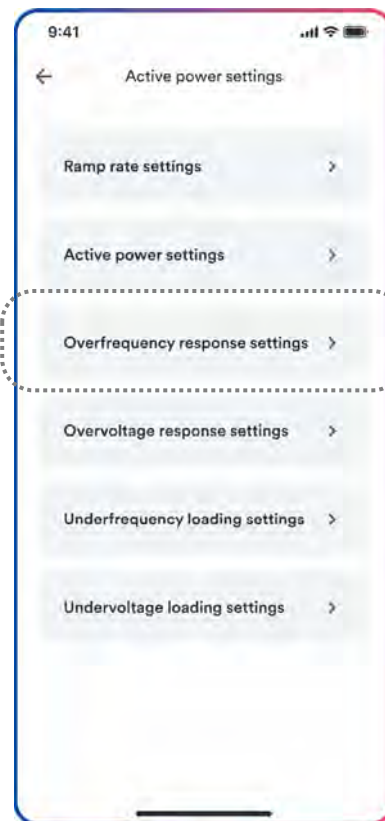 9:41
Active power settings
Ramp rate settings
Active power settings
Overfrequency response settings
Overvoltage response settings
Underfrequency loading settings
Undervoltage loading settings